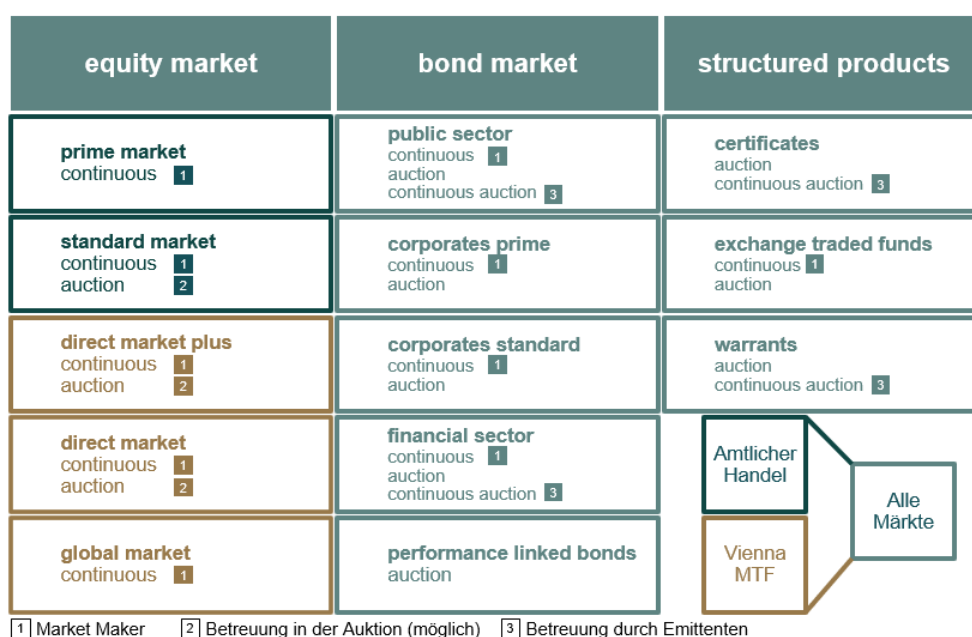 equity market
bond market
structured products
prime market
continuous 1
public sector
continuous 1
auction
continuous auction 3
certificates
auction
continuous auction 3
standard market
continuous 1
auction 2
corporates prime
continuous 1
auction
exchange traded funds
continuous 1
auction
direct market plus
continuous 1
auction 2
corporates standard
continuous 1
auction
warrants
auction
continuous auction 3
direct market
continuous 1
auction 2
financial sector
continuous 1
auction
continuous auction 3
Amtlicher
Handel
Alle
Märkte
global market
continuous 1
performance linked bonds
auction
Vienna
MTF
1 Market Maker 2 Betreuung in der Auktion (möglich) 3 Betreuung durch Emittenten